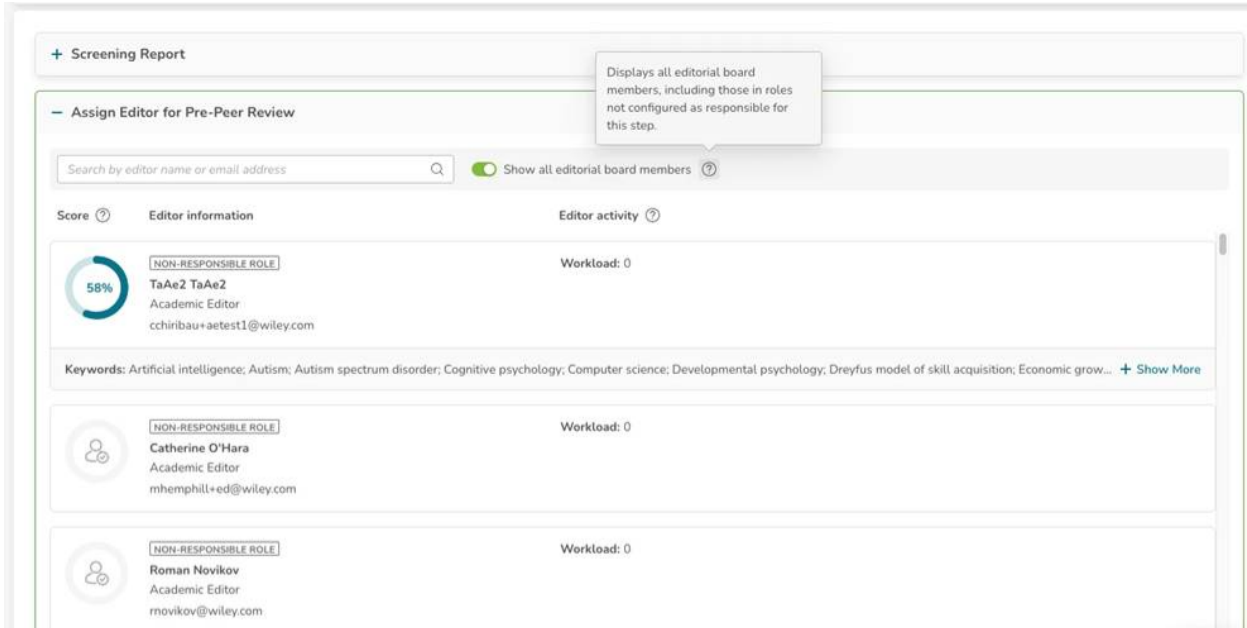 + Screening Report
Displays all editorial board
members, including those in roles
not configured as responsible for
this step.
− Assign Editor for Pre-Peer Review
Search by editor name or email address
Show all editorial board members ?
Score ? Editor information Editor activity ?
58%
NON-RESPONSIBLE ROLE
TaAe2 TaAe2
Academic Editor
cchiribau+aetest1@wiley.com
Workload: 0
Keywords: Artificial intelligence; Autism; Autism spectrum disorder; Cognitive psychology; Computer science; Developmental psychology; Dreyfus model of skill acquisition; Economic grow... + Show More
NON-RESPONSIBLE ROLE
Catherine O'Hara
Academic Editor
mhemphill+ed@wiley.com
Workload: 0
NON-RESPONSIBLE ROLE
Roman Novikov
Academic Editor
rnovikov@wiley.com
Workload: 0